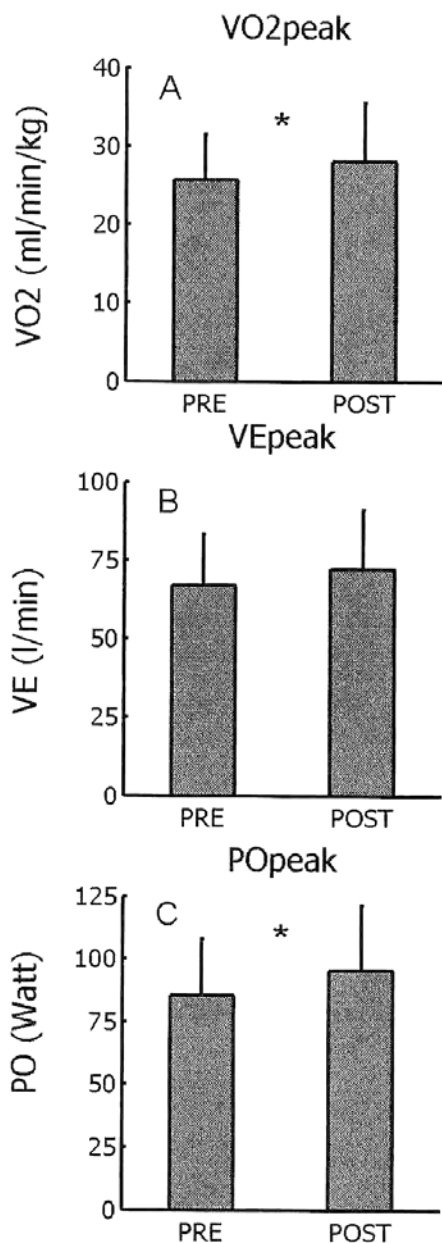 VO2peak
A
*
40
30
20
10
0
VO2 (ml/min/kg)
PRE POST
VEpeak
B
100
75
50
25
0
VE (l/min)
PRE POST
POpeak
C
*
125
100
75
50
25
0
PO (Watt)
PRE POST